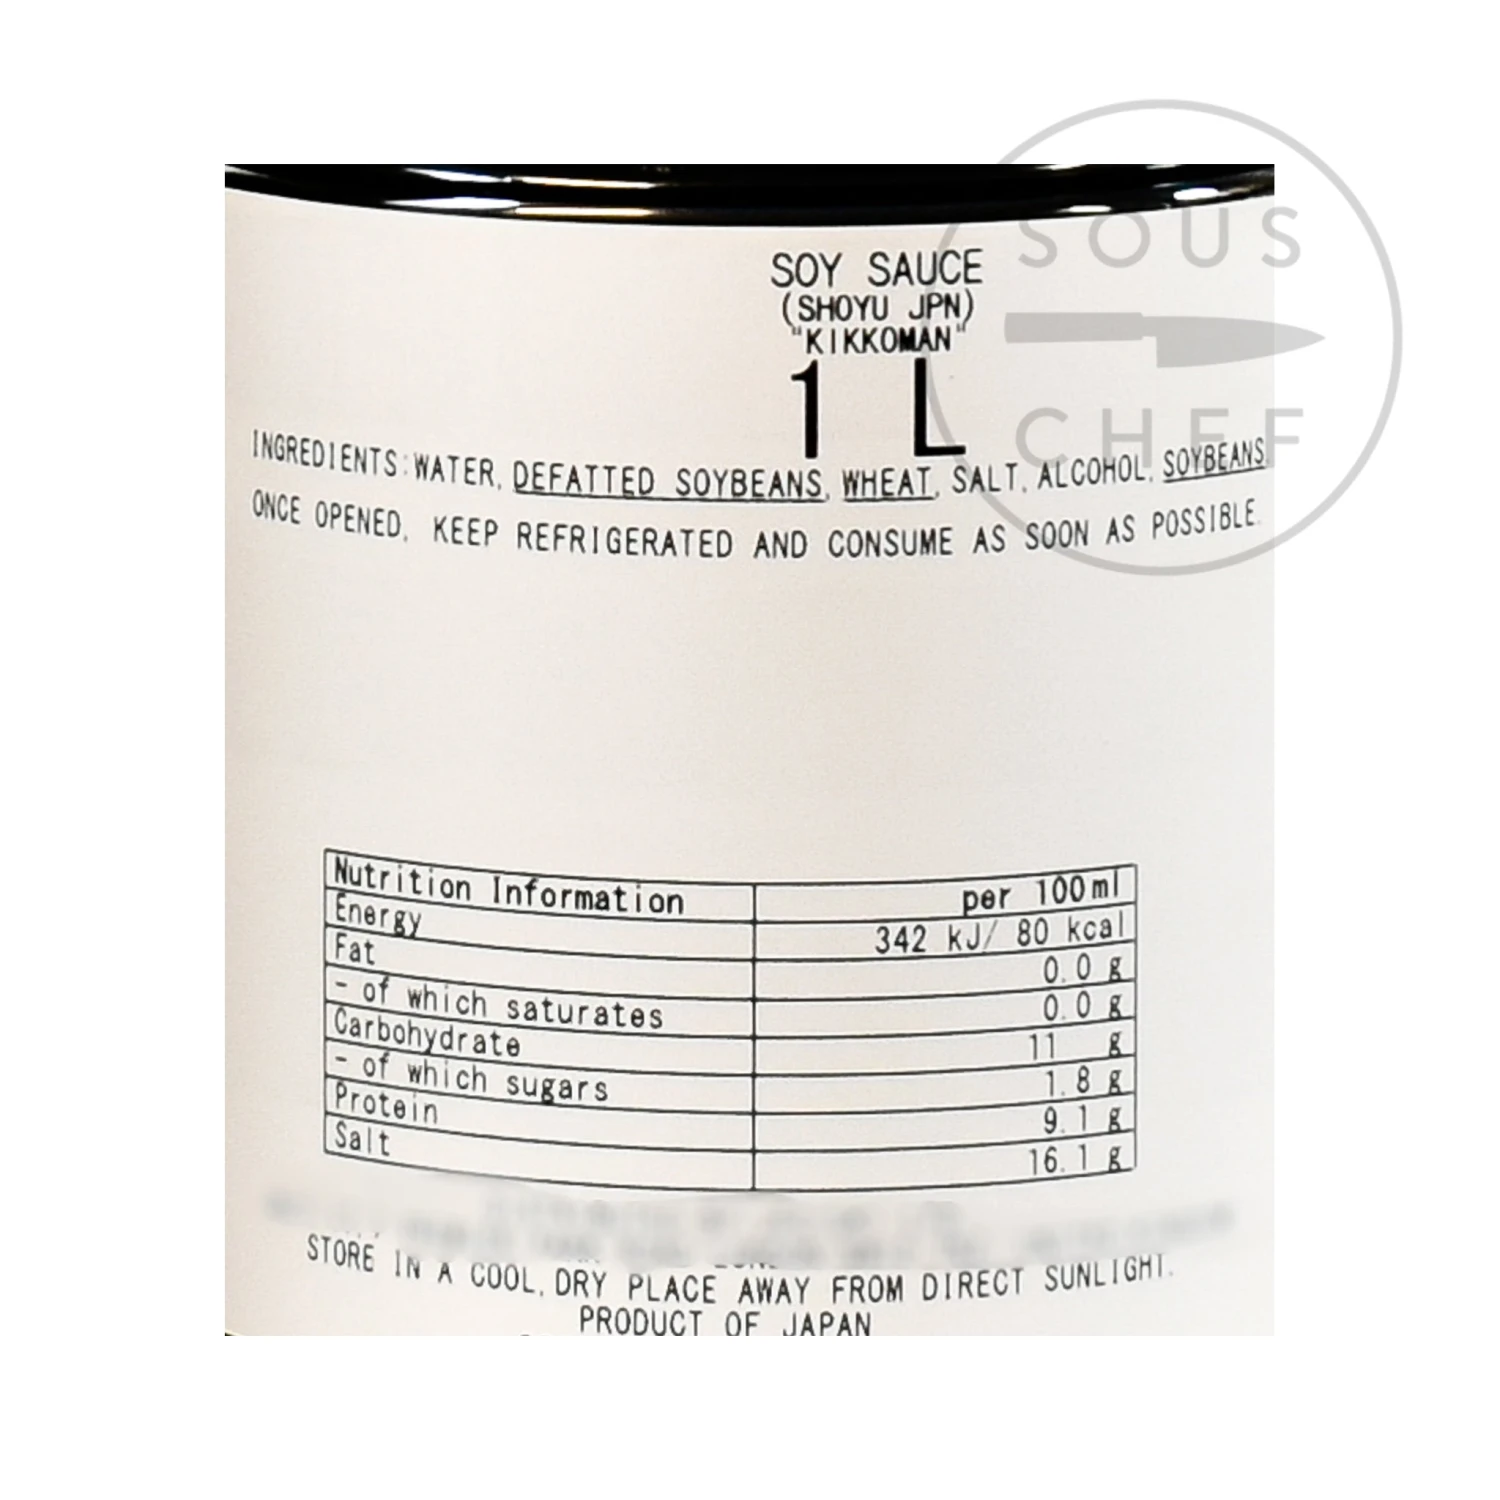 SOUS
CHEF
SOY SAUCE
(SHOYU JPN)
"KIKKOMAN"
1 L
INGREDIENTS:WATER, DEFATTED SOYBEANS, WHEAT, SALT, ALCOHOL, SOYBEANS.
ONCE OPENED, KEEP REFRIGERATED AND CONSUME AS SOON AS POSSIBLE.
Nutrition Information per 100ml
Energy 342 kJ/ 80 kcal
Fat 0.0 g
- of which saturates 0.0 g
Carbohydrate 11 g
- of which sugars 1.8 g
Protein 9.1 g
Salt 16.1 g
STORE IN A COOL, DRY PLACE AWAY FROM DIRECT SUNLIGHT.
PRODUCT OF JAPAN